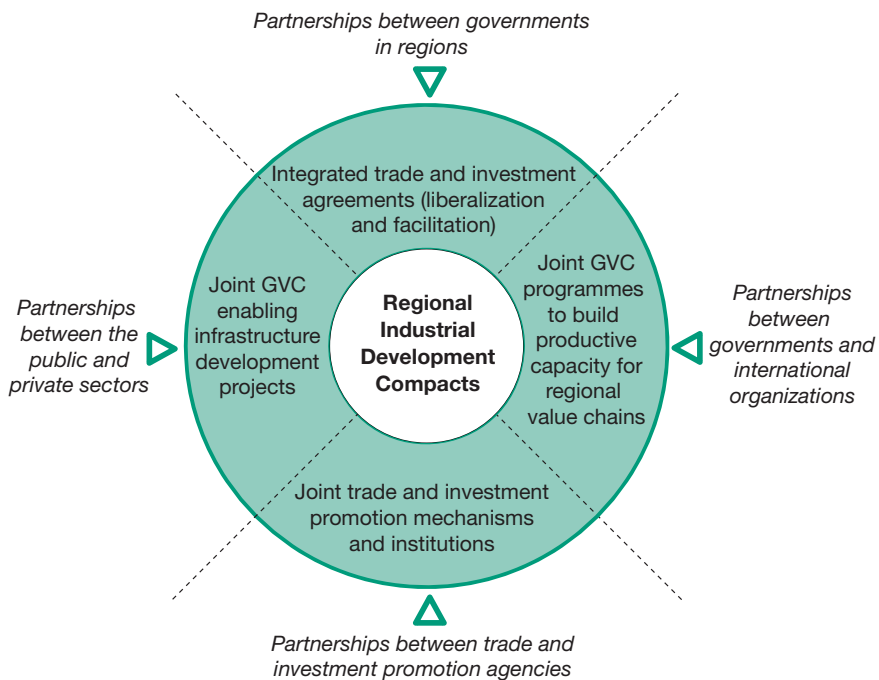 Partnerships between governments
in regions
Integrated trade and investment
agreements (liberalization
and facilitation)
Joint GVC
enabling
infrastructure
development
projects
Regional
Industrial
Development
Compacts
Joint GVC
programmes
to build
productive
capacity for
regional
value chains
Partnerships
between the
public and
private sectors
Partnerships
between
governments and
international
organizations
Joint trade and investment
promotion mechanisms
and institutions
Partnerships between trade and
investment promotion agencies